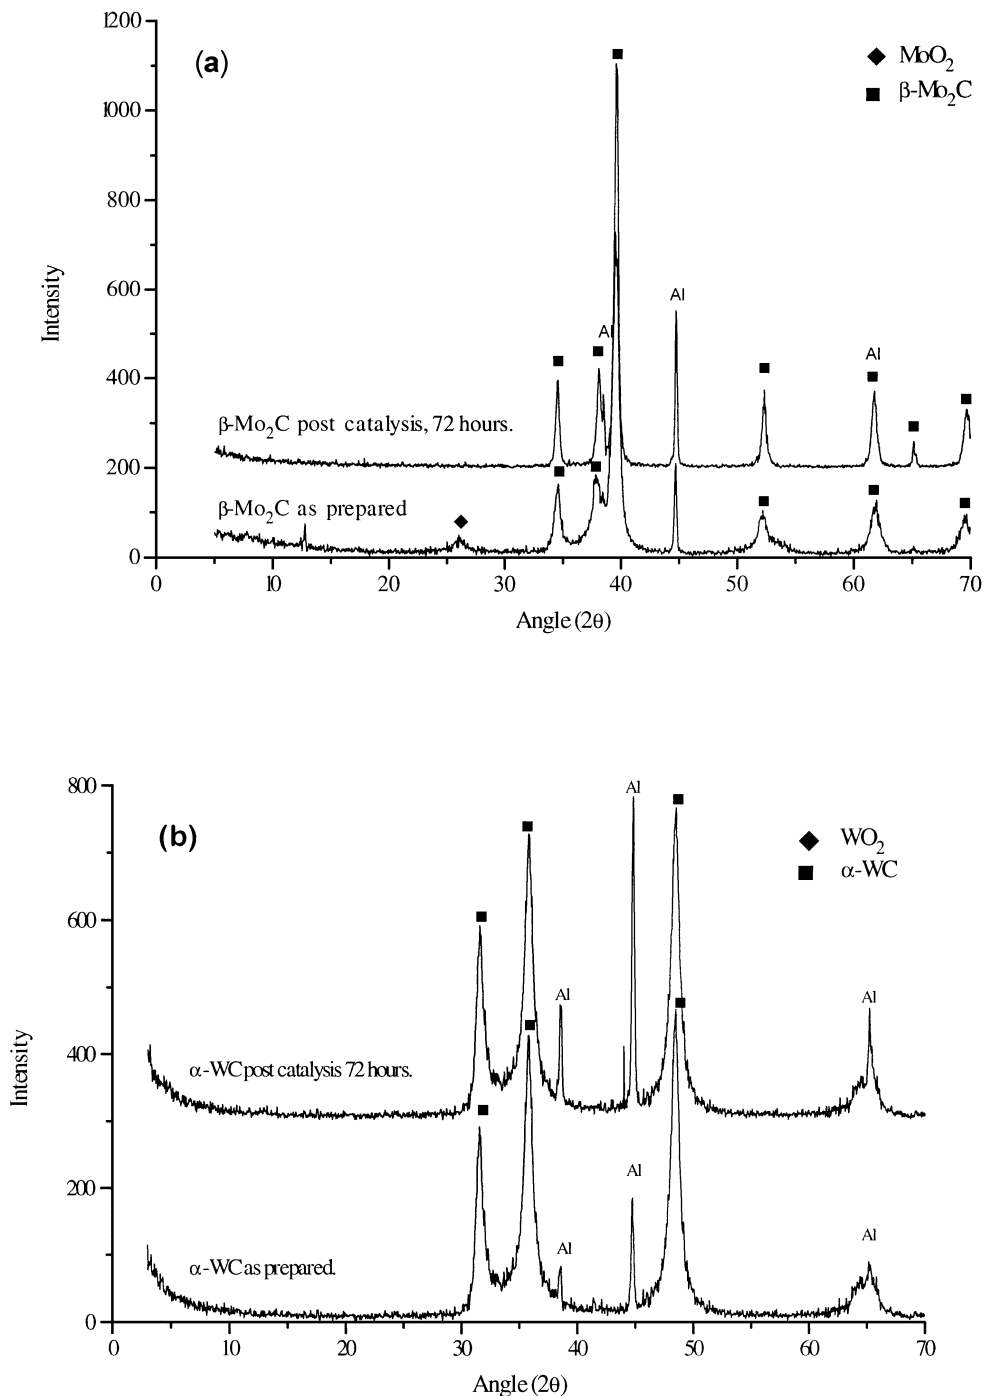 1200
(a)
◆ MoO2
■ β-Mo2C
1000
800
600
400
200
0
Intensity
Al
Al
Al
β-Mo2C post catalysis, 72 hours.
β-Mo2C as prepared
0 10 20 30 40 50 60 70
Angle (2θ)
800
(b)
◆ WO2
■ α-WC
600
400
200
0
Intensity
Al
Al
Al
α-WC post catalysis 72 hours.
Al
Al
Al
α-WC as prepared.
0 10 20 30 40 50 60 70
Angle (2θ)